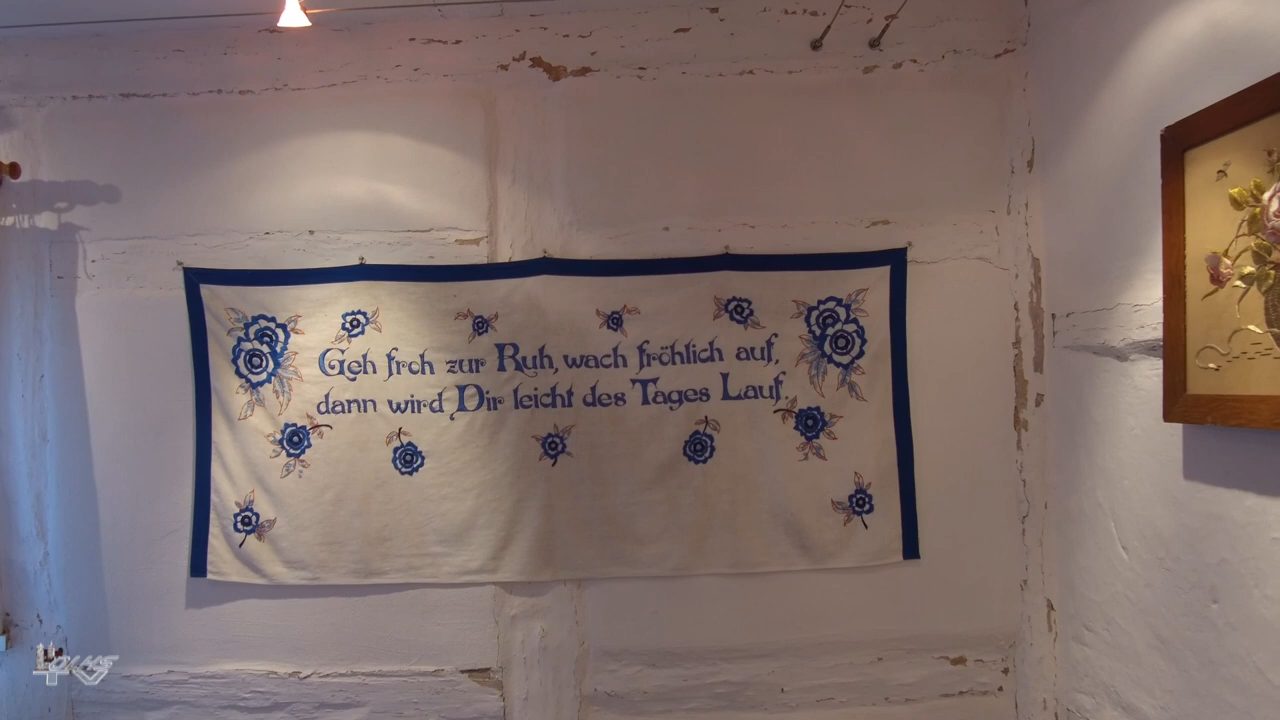 Geh froh zur Ruh, wach fröhlich auf,
dann wird Dir leicht des Tages Lauf.